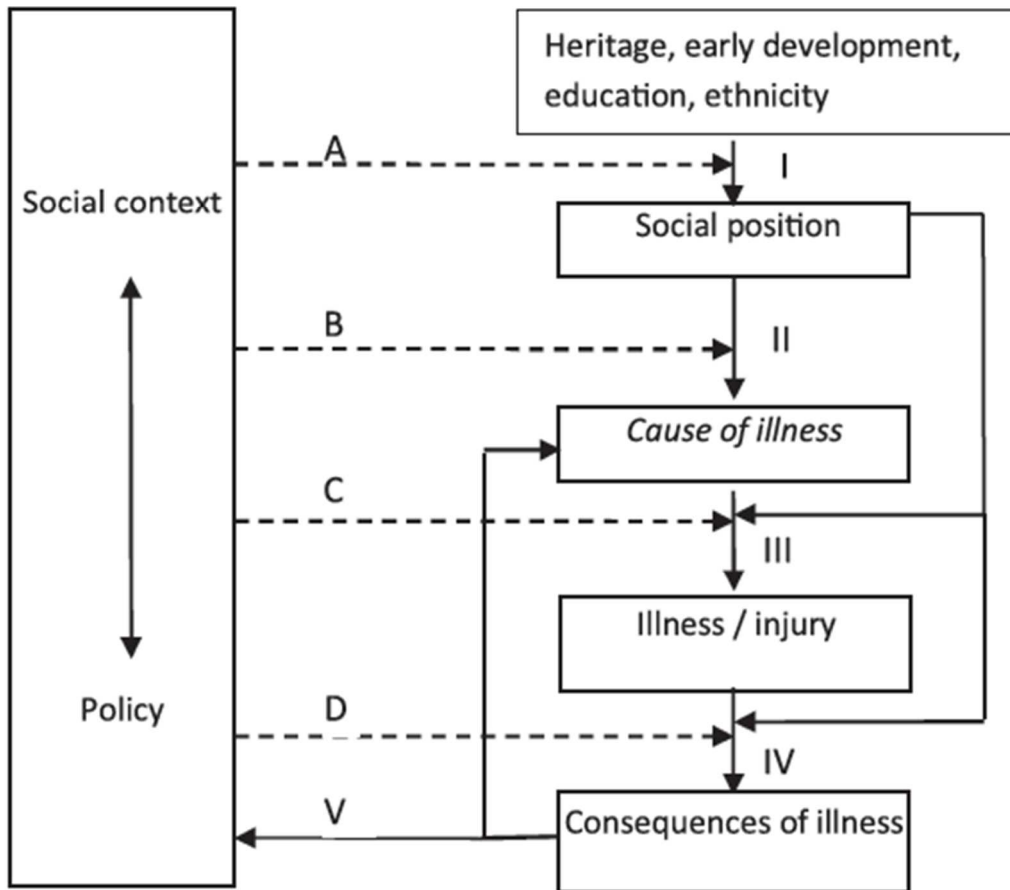 Heritage, early development,
education, ethnicity
A
I
Social context
Social position
B
II
Cause of illness
C
III
Illness / injury
Policy
D
IV
V
Consequences of illness